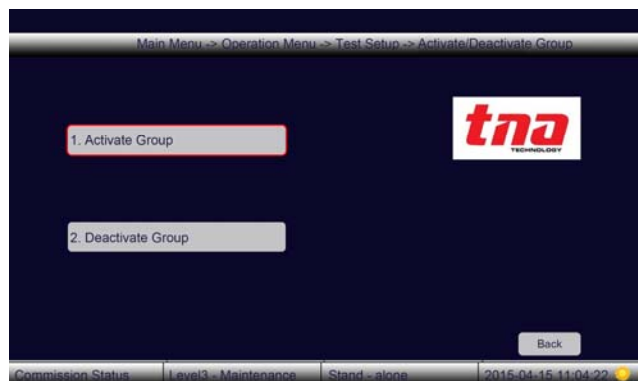 Main Menu -> Operation Menu -> Test Setup -> Activate/Deactivate Group
1. Activate Group
tna
TECHNOLOGY
2. Deactivate Group
Back
Commission Status
Level3 - Maintenance
Stand - alone
2015-04-15 11:04:22